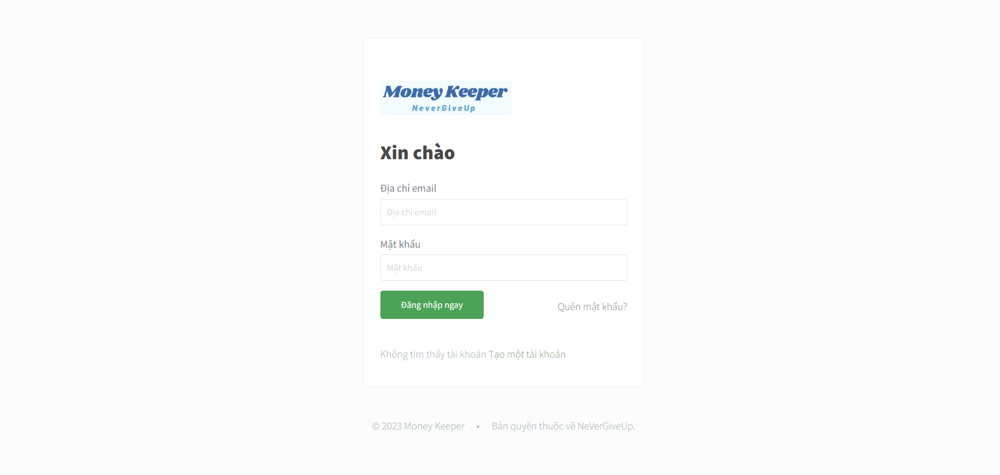 Money Keeper
NeverGiveUp
Xin chào
Địa chỉ email
Địa chỉ email
Mật khẩu
Mật khẩu
Đăng nhập ngay
Quên mật khẩu?
Không tìm thấy tài khoản Tạo một tài khoản
© 2023 Money Keeper • Bản quyền thuộc về NeVerGiveUp.